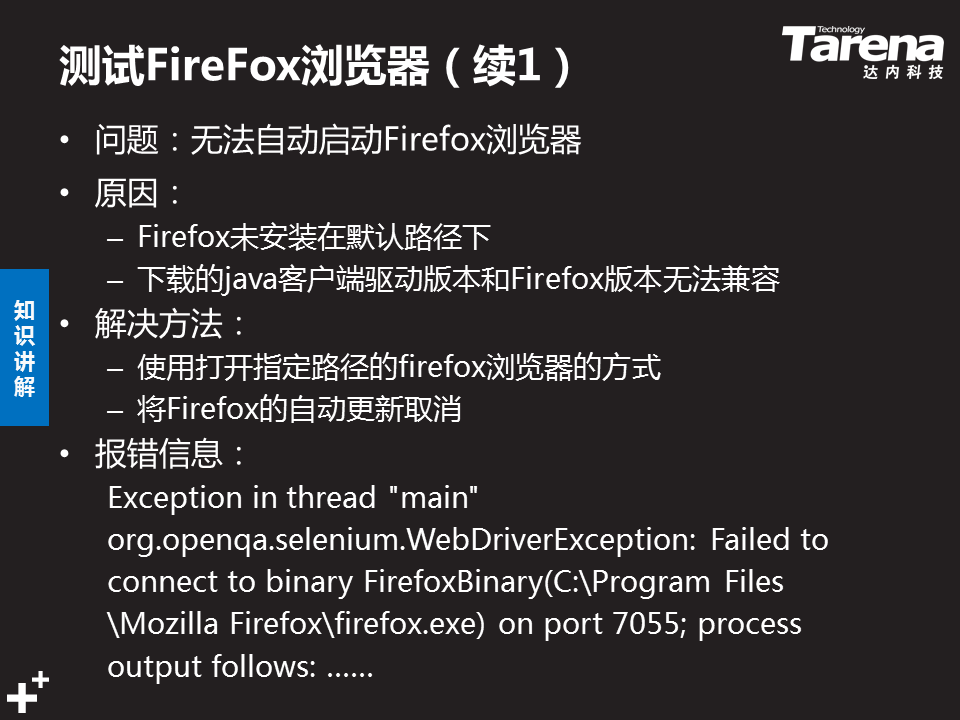 测试FireFox浏览器（续1）
Technology
Tarena
达内科技
• 问题：无法自动启动Firefox浏览器
• 原因：
– Firefox未安装在默认路径下
– 下载的java客户端驱动版本和Firefox版本无法兼容
知识讲解
• 解决方法：
– 使用打开指定路径的firefox浏览器的方式
– 将Firefox的自动更新取消
• 报错信息：
Exception in thread "main"
org.openqa.selenium.WebDriverException: Failed to
connect to binary FirefoxBinary(C:\Program Files
\Mozilla Firefox\firefox.exe) on port 7055; process
output follows: ……